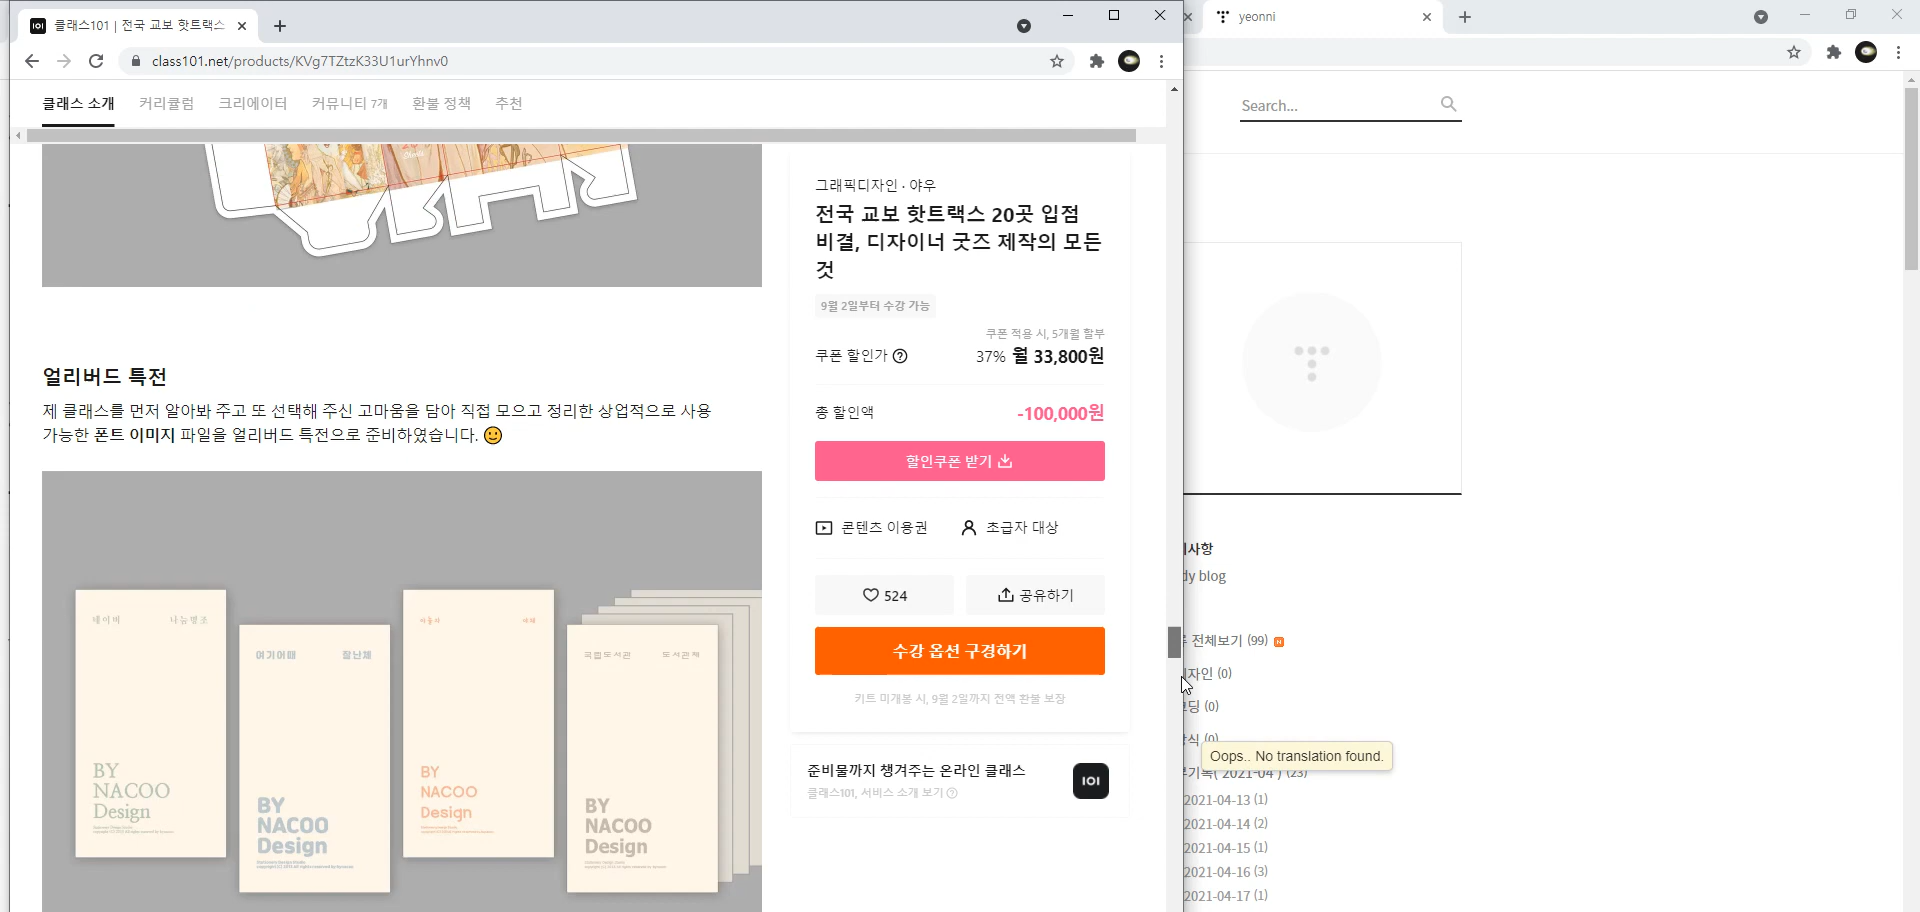 클래스101 | 전국 교보 핫트랙스
class101.net/products/KVg7TZtzK33U1urYhnv0
클래스 소개
커리큘럼
크리에이터
커뮤니티 7개
환불 정책
추천
얼리버드 특전
제 클래스를 먼저 알아봐 주고 또 선택해 주신 고마움을 담아 직접 모으고 정리한 상업적으로 사용
가능한 폰트 이미지 파일을 얼리버드 특전으로 준비하였습니다. 🙂
네이버
나눔명조
여기어때
잘난체
아동자
국립도서관
도서관체
BY
NACOO
Design
BY
NACOO
Design
BY
NACOO
Design
BY
NACOO
Design
그래픽디자인 · 야우
전국 교보 핫트랙스 20곳 입점
비결, 디자이너 굿즈 제작의 모든
것
9월 2일부터 수강 가능
쿠폰 적용 시, 5개월 할부
쿠폰 할인가
37% 월 33,800원
총 할인액
-100,000원
할인쿠폰 받기
콘텐츠 이용권
초급자 대상
524
공유하기
수강 옵션 구경하기
키트 미개봉 시, 9월 2일까지 전액 환불 보장
준비물까지 챙겨주는 온라인 클래스
클래스101, 서비스 소개 보기
101
yeonni
Search...
사항
dy blog
전체보기 (99) N
자인 (0)
딩 (0)
식 (0)
Oops.. No translation found.
기록( 2021-04 ) (23)
2021-04-13 (1)
2021-04-14 (2)
2021-04-15 (1)
2021-04-16 (3)
2021-04-17 (1)